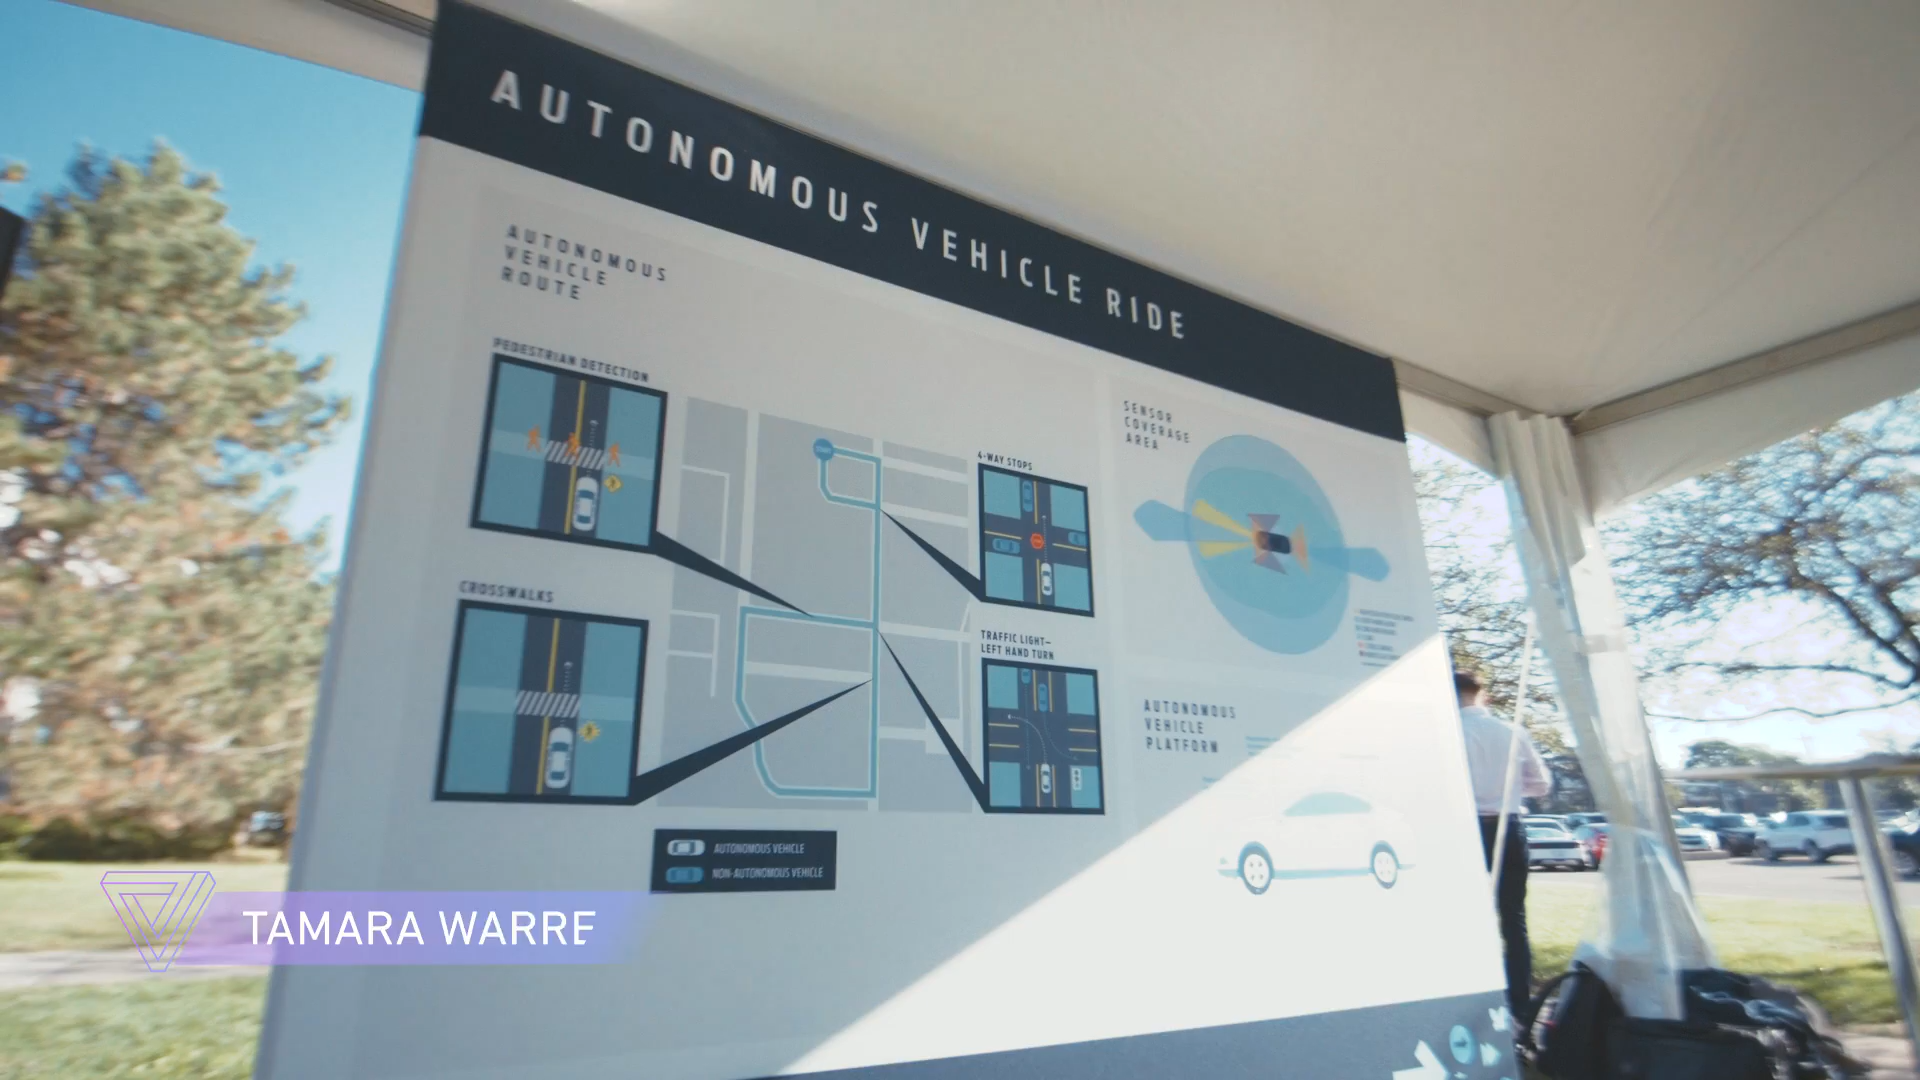 AUTONOMOUS VEHICLE RIDE
AUTONOMOUS
VEHICLE
ROUTE
PEDESTRIAN DETECTION
CROSSWALKS
4-WAY STOPS
TRAFFIC LIGHT—
LEFT HAND TURN
AUTONOMOUS VEHICLE
NON-AUTONOMOUS VEHICLE
SENSOR
COVERAGE
AREA
AUTONOMOUS
VEHICLE
PLATFORM
TAMARA WARRE